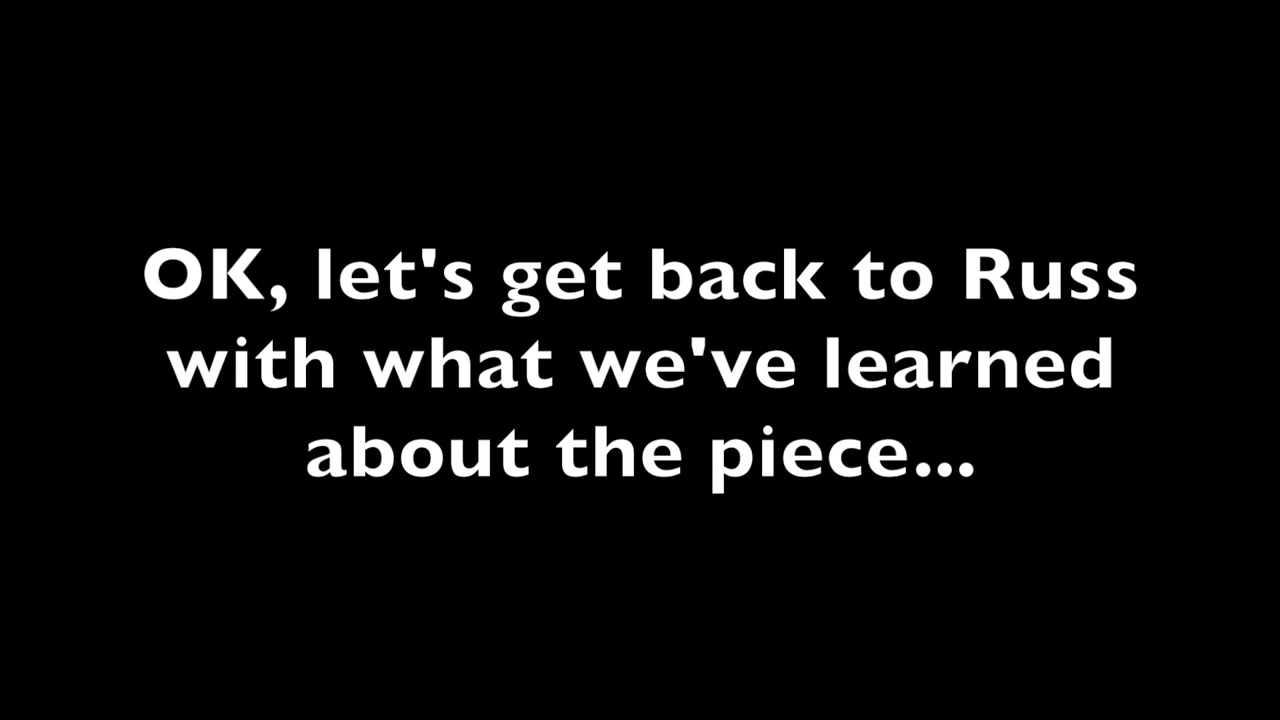 OK, let's get back to Russ
with what we've learned
about the piece...